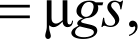 = μgs,